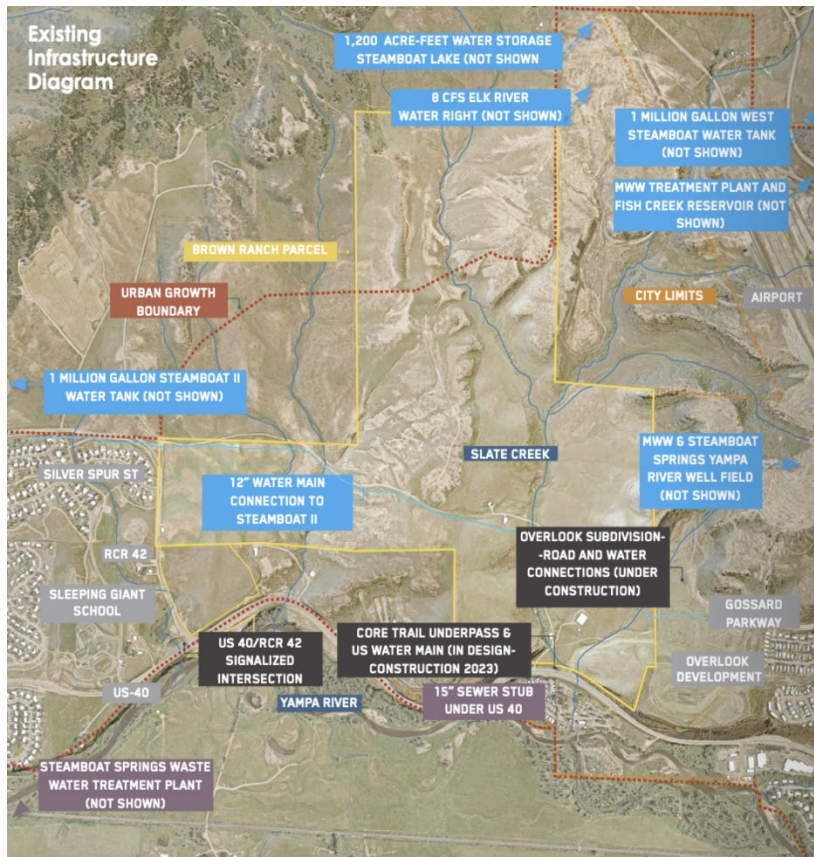 Existing
Infrastructure
Diagram
1,200 ACRE-FEET WATER STORAGE
STEAMBOAT LAKE (NOT SHOWN
8 CFS ELK RIVER
WATER RIGHT (NOT SHOWN)
1 MILLION GALLON WEST
STEAMBOAT WATER TANK
(NOT SHOWN)
MWW TREATMENT PLANT AND
FISH CREEK RESERVOIR (NOT
SHOWN)
BROWN RANCH PARCEL
URBAN GROWTH
BOUNDARY
CITY LIMITS
AIRPORT
1 MILLION GALLON STEAMBOAT II
WATER TANK (NOT SHOWN)
SLATE CREEK
MWW & STEAMBOAT
SPRINGS YAMPA
RIVER WELL FIELD
(NOT SHOWN)
SILVER SPUR ST
12" WATER MAIN
CONNECTION TO
STEAMBOAT II
OVERLOOK SUBDIVISION-
-ROAD AND WATER
CONNECTIONS (UNDER
CONSTRUCTION)
RCR 42
SLEEPING GIANT
SCHOOL
GOSSARD
PARKWAY
US 40/RCR 42
SIGNALIZED
INTERSECTION
CORE TRAIL UNDERPASS &
US WATER MAIN (IN DESIGN-
CONSTRUCTION 2023)
OVERLOOK
DEVELOPMENT
US-40
YAMPA RIVER
15" SEWER STUB
UNDER US 40
STEAMBOAT SPRINGS WASTE
WATER TREATMENT PLANT
(NOT SHOWN)